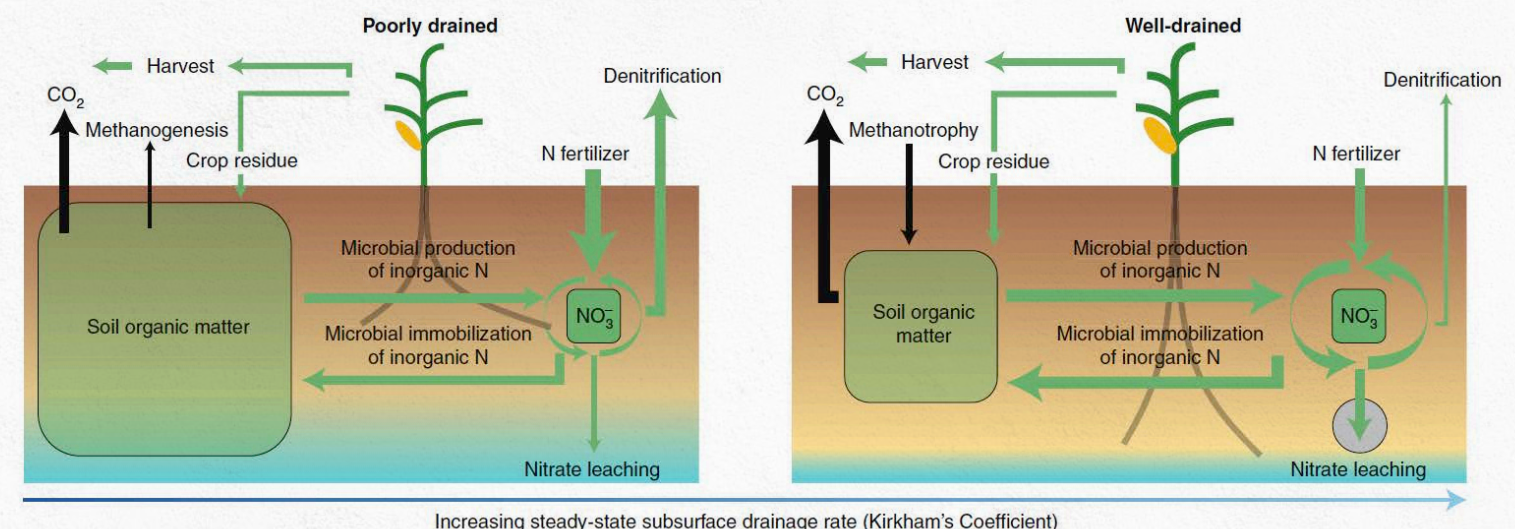 Poorly drained
Harvest
CO₂
Methanogenesis
Crop residue
N fertilizer
Denitrification
Microbial production
of inorganic N
Soil organic matter
Microbial immobilization
of inorganic N
NO₃⁻
Nitrate leaching
Well-drained
Harvest
CO₂
Methanotrophy
Crop residue
N fertilizer
Denitrification
Microbial production
of inorganic N
Soil organic
matter
Microbial immobilization
of inorganic N
NO₃⁻
Nitrate leaching
Increasing steady-state subsurface drainage rate (Kirkham's Coefficient)